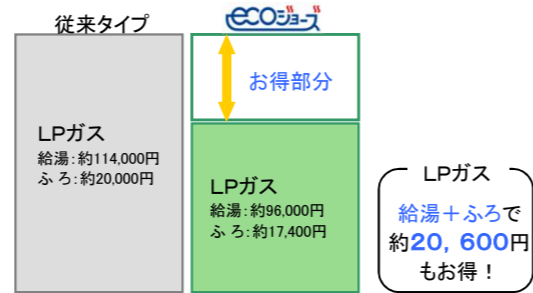 従来タイプ
ecoジョーズ
お得部分
LPガス
給湯：約114,000円
ふ ろ：約20,000円
LPガス
給湯：約96,000円
ふ ろ：約17,400円
LPガス
給湯＋ふろで
約20，600円
もお得！